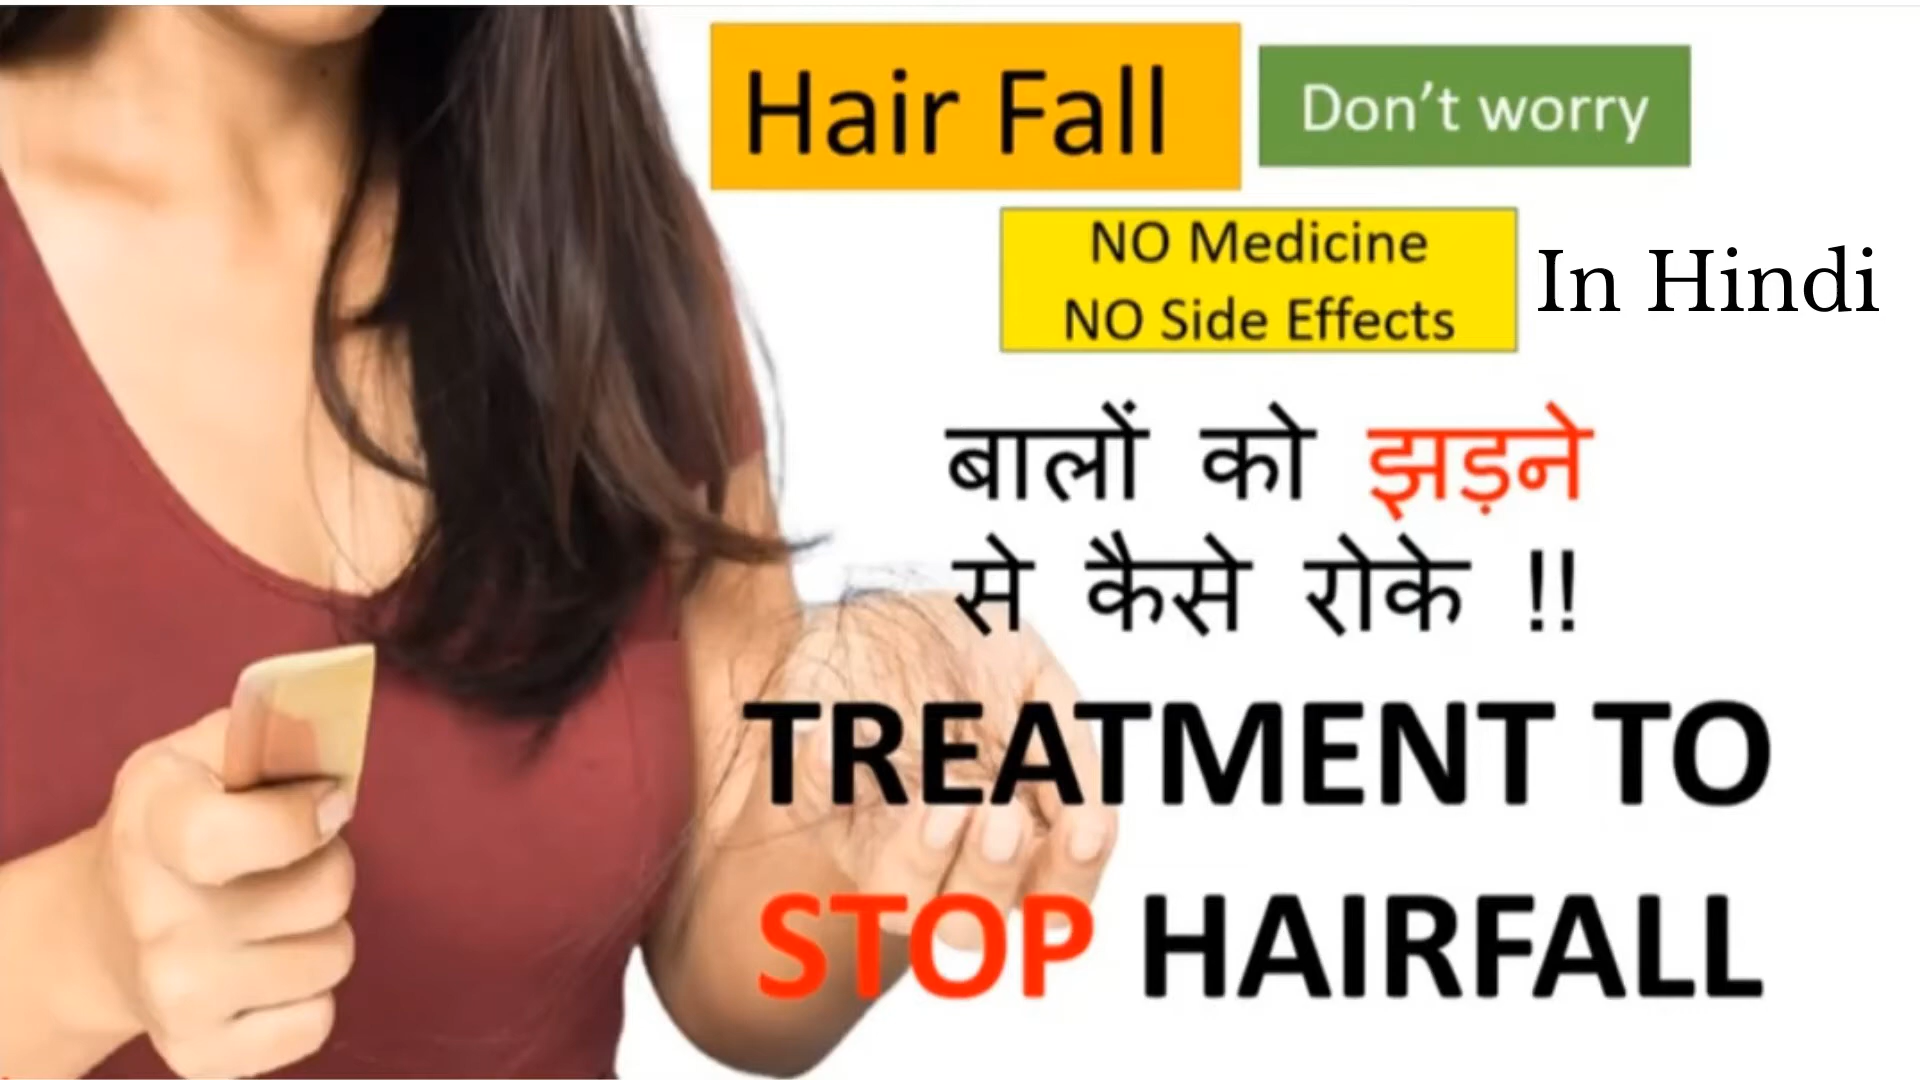 Hair Fall
Don't worry
NO Medicine
NO Side Effects
In Hindi
बालों को झड़ने
से कैसे रोके !!
TREATMENT TO
STOP HAIRFALL